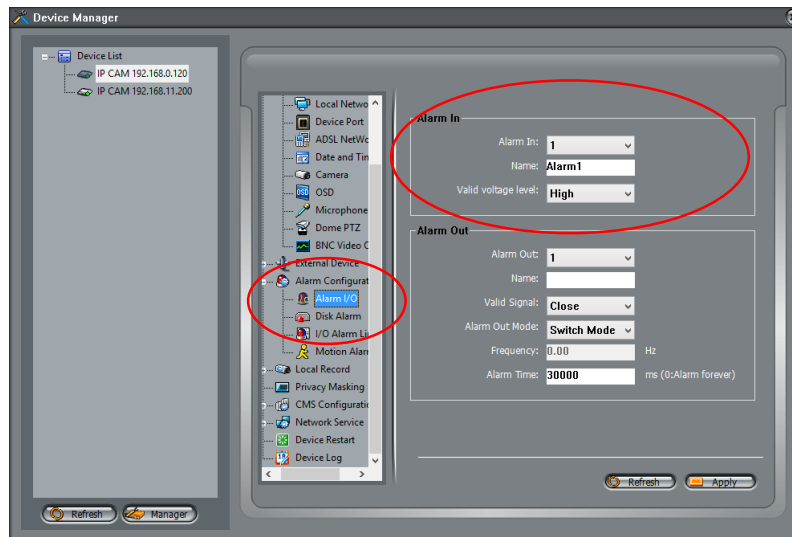 Device Manager
Device List
IP CAM 192.168.0.120
IP CAM 192.168.11.200
Refresh
Manager
Local Netwo
Device Port
ADSL NetWc
Date and Tin
Camera
OSD
Microphone
Dome PTZ
BNC Video C
External Device
Alarm Configurat
Alarm I/O
Disk Alarm
I/O Alarm Li
Motion Alarr
Local Record
Privacy Masking
CMS Configuratic
Network Service
Device Restart
Device Log
Alarm In
Alarm In: 1
Name: Alarm1
Valid voltage level: High
Alarm Out
Alarm Out: 1
Name:
Valid Signal: Close
Alarm Out Mode: Switch Mode
Frequency: 0.00 Hz
Alarm Time: 30000 ms (0:Alarm forever)
Refresh
Apply